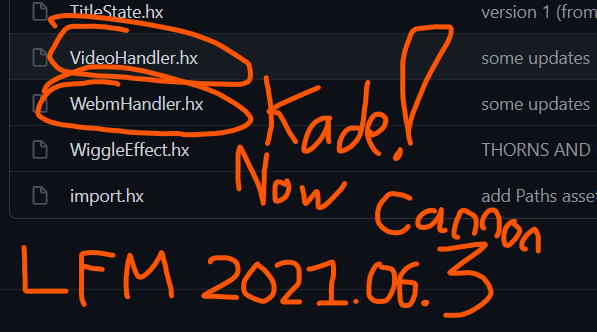 TitleState.hx version 1 (from
VideoHandler.hx some updates
WebmHandler.hx some updates
WiggleEffect.hx THORNS AND
import.hx add Paths asset
Kade!
Now Cannon
LFM 2021.06.3